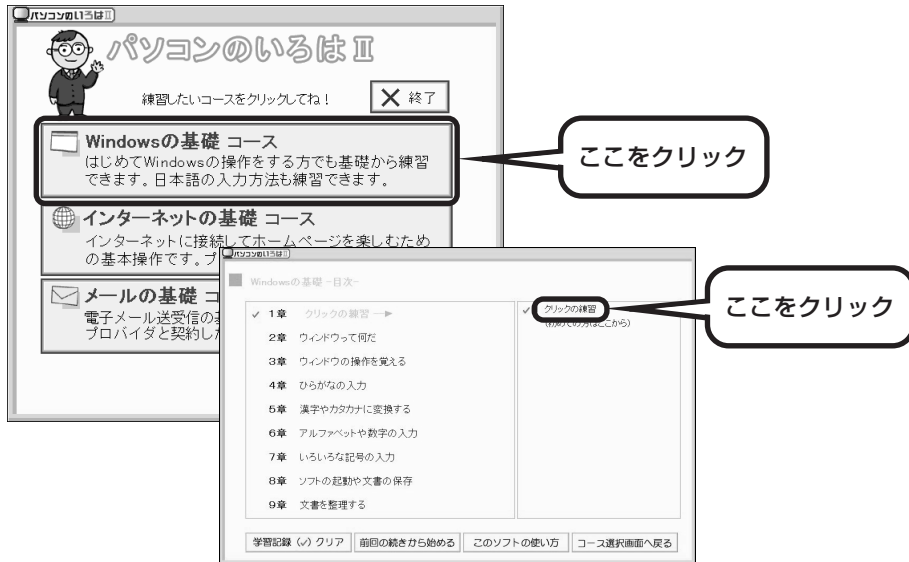 パソコンのいろはⅡ
パソコンのいろはⅡ
練習したいコースをクリックしてね!
✕ 終了
Windowsの基礎 コース
はじめてWindowsの操作をする方でも基礎から練習
できます。日本語の入力方法も練習できます。
ここをクリック
インターネットの基礎 コース
インターネットに接続してホームページを楽しむため
の基本操作です。プ
メールの基礎 コ
電子メール送受信の
プロバイダと契約した
パソコンのいろはⅡ
Windowsの基礎 −目次−
✓ 1章 クリックの練習 →
2章 ウィンドウって何だ
3章 ウィンドウの操作を覚える
4章 ひらがなの入力
5章 漢字やカタカナに変換する
6章 アルファベットや数字の入力
7章 いろいろな記号の入力
8章 ソフトの起動や文書の保存
9章 文書を整理する
✓ クリックの練習
(初めての方はここから)
ここをクリック
学習記録 (✓) クリア
前回の続きから始める
このソフトの使い方
コース選択画面へ戻る